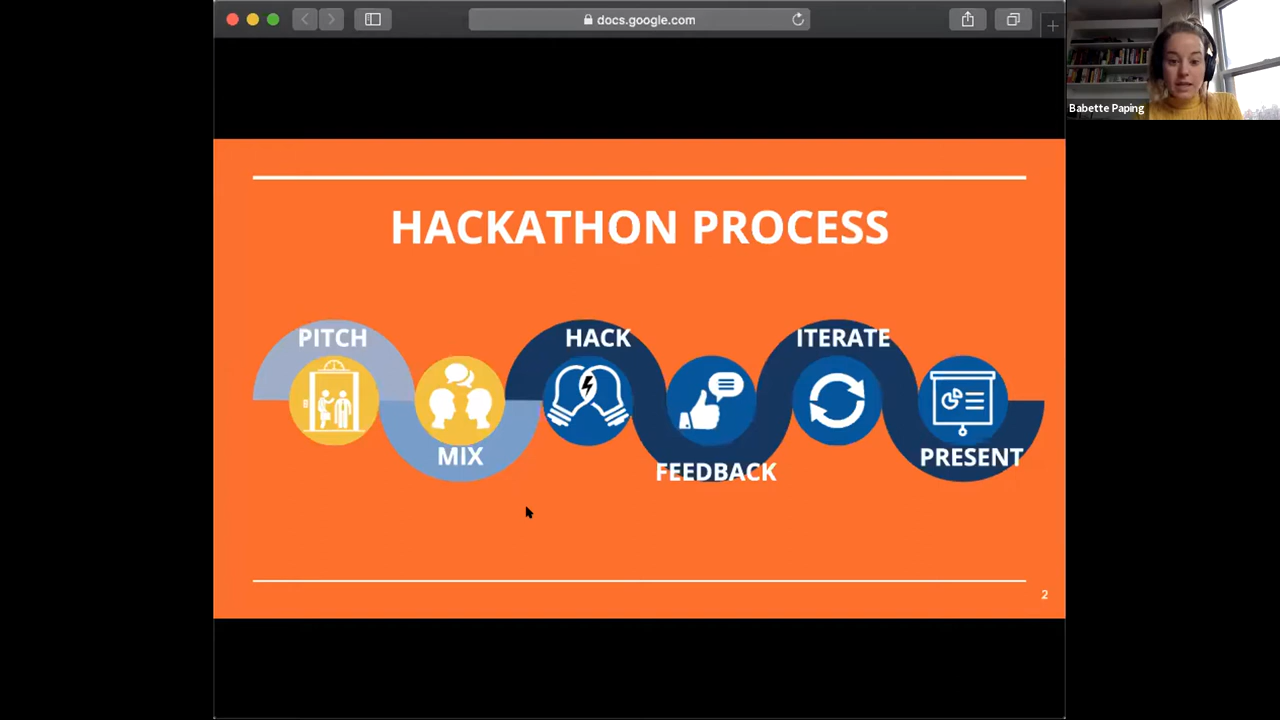 docs.google.com
Babette Paping
HACKATHON PROCESS
PITCH
HACK
ITERATE
MIX
FEEDBACK
PRESENT
2